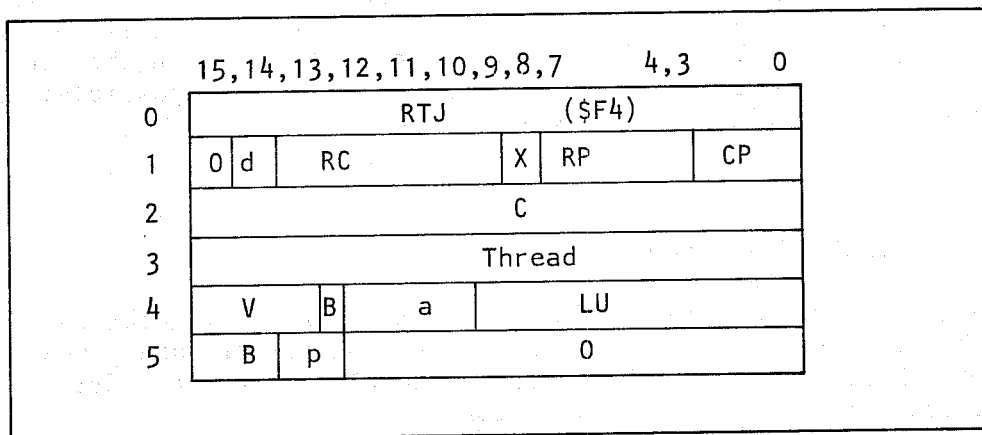 15,14,13,12,11,10,9,8,7 4,3 0
0 RTJ ($F4)
1 0 d RC X RP CP
2 C
3 Thread
4 V B a LU
5 B p 0